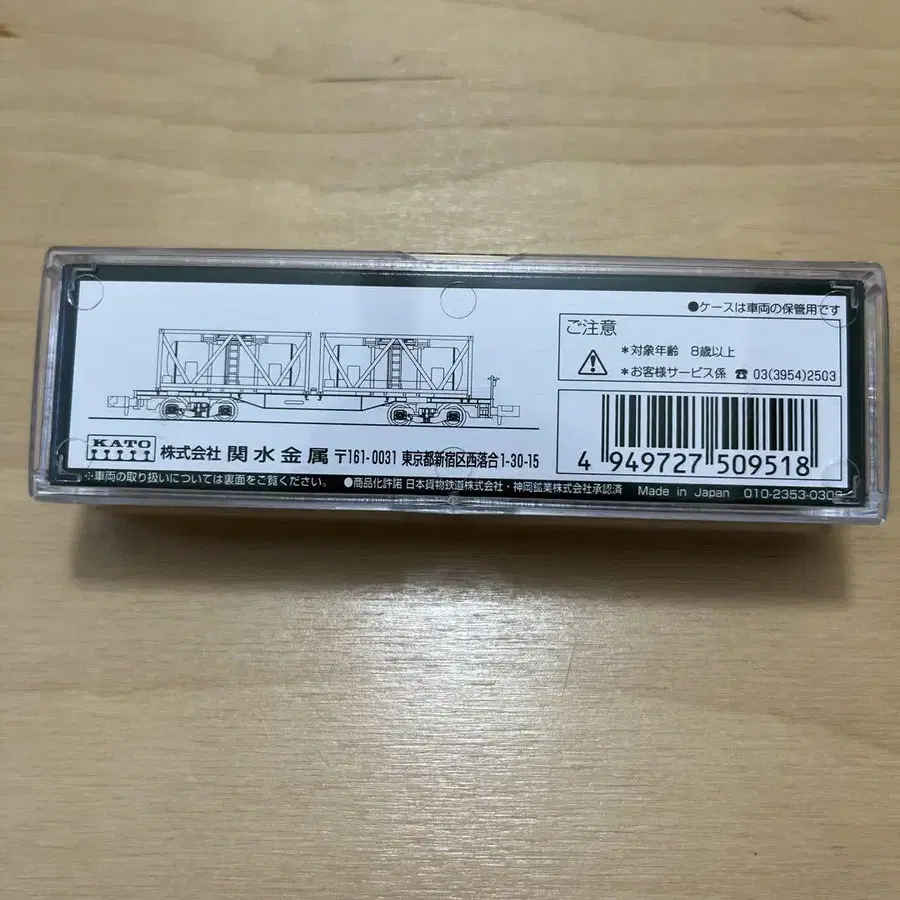 ●ケースは車両の保管用です
ご注意
*対象年齢 8歳以上
*お客様サービス係 ☎ 03(3954)2503
KATO 株式会社 関水金属 〒161-0031 東京都新宿区西落合1-30-15
4 949727 509518
※車両の取り扱いについては裏面をご覧ください。 ●商品化許諾 日本貨物鉄道株式会社・神岡鉱業株式会社承認済 Made in Japan 010-2353-0306